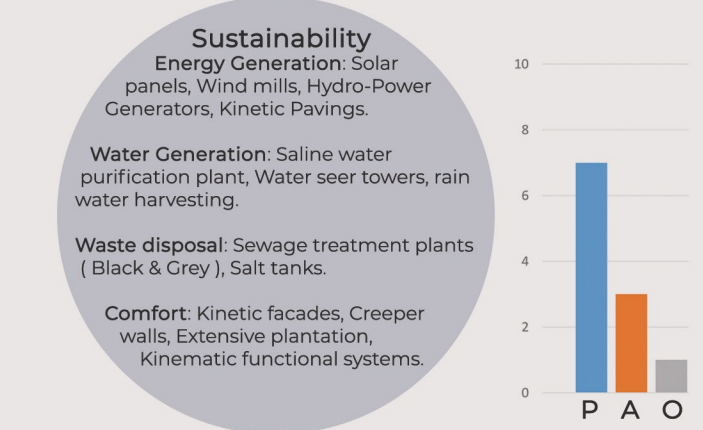 Sustainability
Energy Generation: Solar
panels, Wind mills, Hydro-Power
Generators, Kinetic Pavings.
Water Generation: Saline water
purification plant, Water seer towers, rain
water harvesting.
Waste disposal: Sewage treatment plants
( Black & Grey ), Salt tanks.
Comfort: Kinetic facades, Creeper
walls, Extensive plantation,
Kinematic functional systems.
10
8
6
4
2
0
P A O